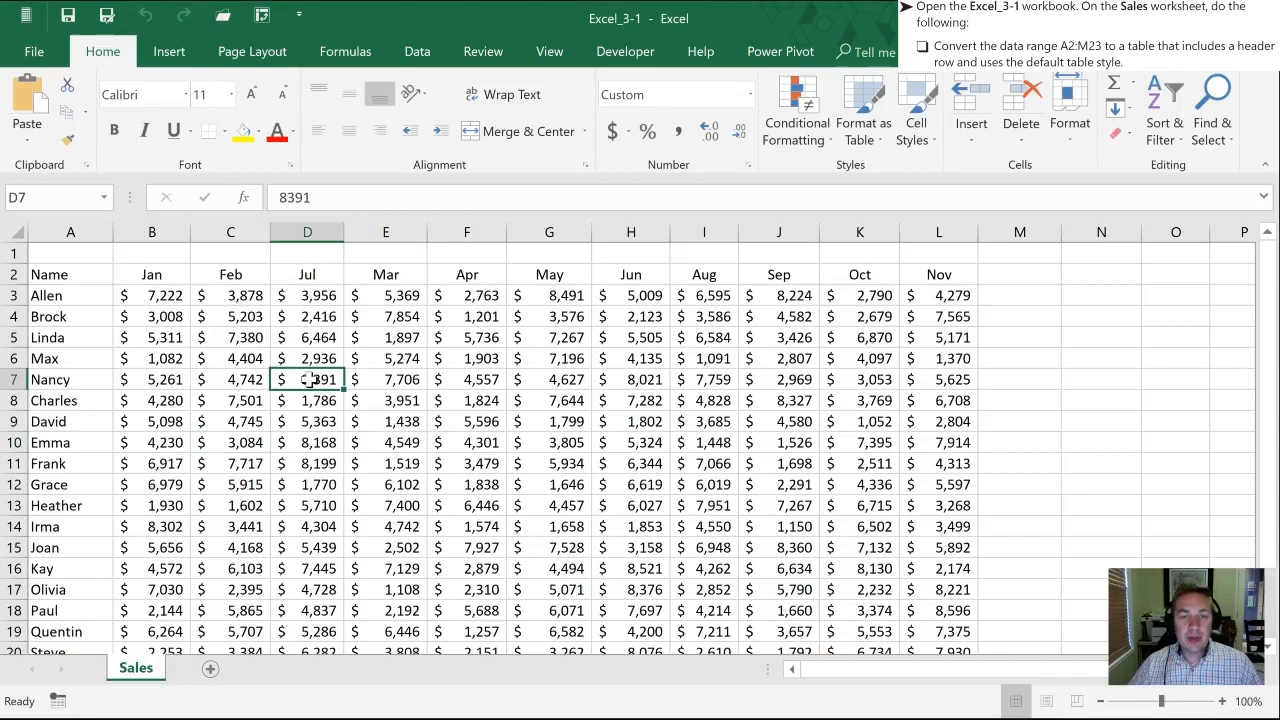 Excel_3-1 - Excel
Open the Excel_3-1 workbook. On the Sales worksheet, do the
following:
Convert the data range A2:M23 to a table that includes a header
row and uses the default table style.
File Home Insert Page Layout Formulas Data Review View Developer Help Power Pivot Tell me
Calibri 11 Wrap Text Custom
Paste B I U A Merge & Center $ % , Conditional Formatting Format as Table Cell Styles Insert Delete Format Sort & Filter Find & Select
Clipboard Font Alignment Number Styles Cells Editing
D7 fx 8391
A B C D E F G H I J K L M N O P
1
2 Name Jan Feb Jul Mar Apr May Jun Aug Sep Oct Nov
3 Allen $ 7,222 $ 3,878 $ 3,956 $ 5,369 $ 2,763 $ 8,491 $ 5,009 $ 6,595 $ 8,224 $ 2,790 $ 4,279
4 Brock $ 3,008 $ 5,203 $ 2,416 $ 7,854 $ 1,201 $ 3,576 $ 2,123 $ 3,586 $ 4,582 $ 2,679 $ 7,565
5 Linda $ 5,311 $ 7,380 $ 6,464 $ 1,897 $ 5,736 $ 7,267 $ 5,505 $ 6,584 $ 3,426 $ 6,870 $ 5,171
6 Max $ 1,082 $ 4,404 $ 2,936 $ 5,274 $ 1,903 $ 7,196 $ 4,135 $ 1,091 $ 2,807 $ 4,097 $ 1,370
7 Nancy $ 5,261 $ 4,742 $ 391 $ 7,706 $ 4,557 $ 4,627 $ 8,021 $ 7,759 $ 2,969 $ 3,053 $ 5,625
8 Charles $ 4,280 $ 7,501 $ 1,786 $ 3,951 $ 1,824 $ 7,644 $ 7,282 $ 4,828 $ 8,327 $ 3,769 $ 6,708
9 David $ 5,098 $ 4,745 $ 5,363 $ 1,438 $ 5,596 $ 1,799 $ 1,802 $ 3,685 $ 4,580 $ 1,052 $ 2,804
10 Emma $ 4,230 $ 3,084 $ 8,168 $ 4,549 $ 4,301 $ 3,805 $ 5,324 $ 1,448 $ 1,526 $ 7,395 $ 7,914
11 Frank $ 6,917 $ 7,717 $ 8,199 $ 1,519 $ 3,479 $ 5,934 $ 6,344 $ 7,066 $ 1,698 $ 2,511 $ 4,313
12 Grace $ 6,979 $ 5,915 $ 1,770 $ 6,102 $ 1,838 $ 1,646 $ 6,619 $ 6,019 $ 2,291 $ 4,336 $ 5,597
13 Heather $ 1,930 $ 1,602 $ 5,710 $ 7,400 $ 6,446 $ 4,457 $ 6,027 $ 7,951 $ 7,267 $ 6,715 $ 3,268
14 Irma $ 8,302 $ 3,441 $ 4,304 $ 4,742 $ 1,574 $ 1,658 $ 1,853 $ 4,550 $ 1,150 $ 6,502 $ 3,499
15 Joan $ 5,656 $ 4,168 $ 5,439 $ 2,502 $ 7,927 $ 7,528 $ 3,158 $ 6,948 $ 8,360 $ 7,132 $ 5,892
16 Kay $ 4,572 $ 6,103 $ 7,445 $ 7,129 $ 2,879 $ 4,494 $ 8,521 $ 4,262 $ 6,634 $ 8,130 $ 2,174
17 Olivia $ 7,030 $ 2,395 $ 4,728 $ 1,108 $ 2,310 $ 5,071 $ 8,376 $ 2,852 $ 5,790 $ 2,232 $ 8,221
18 Paul $ 2,144 $ 5,865 $ 4,837 $ 2,192 $ 5,688 $ 6,071 $ 7,697 $ 4,214 $ 1,660 $ 3,374 $ 8,596
19 Quentin $ 6,264 $ 5,707 $ 5,286 $ 6,446 $ 1,257 $ 6,582 $ 4,200 $ 7,211 $ 3,657 $ 5,553 $ 7,375
20 Steve $ 2,253 $ 3,384 $ 6,282 $ 3,808 $ 2,151 $ 3,262 $ 8,076 $ 2,610 $ 1,792 $ 6,734 $ 7,930
Sales
Ready 100%